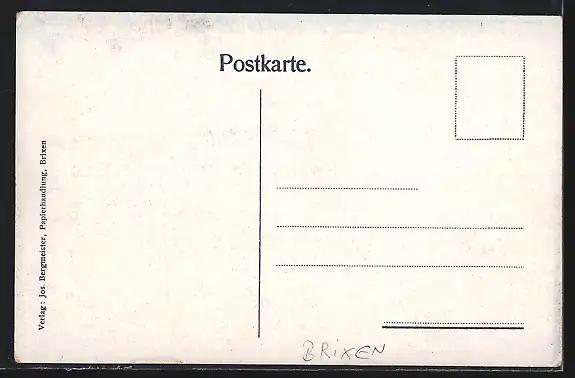 Postkarte.
Verlag: Jos. Bergmeister, Papierhandlung, Brixen
BRIXEN